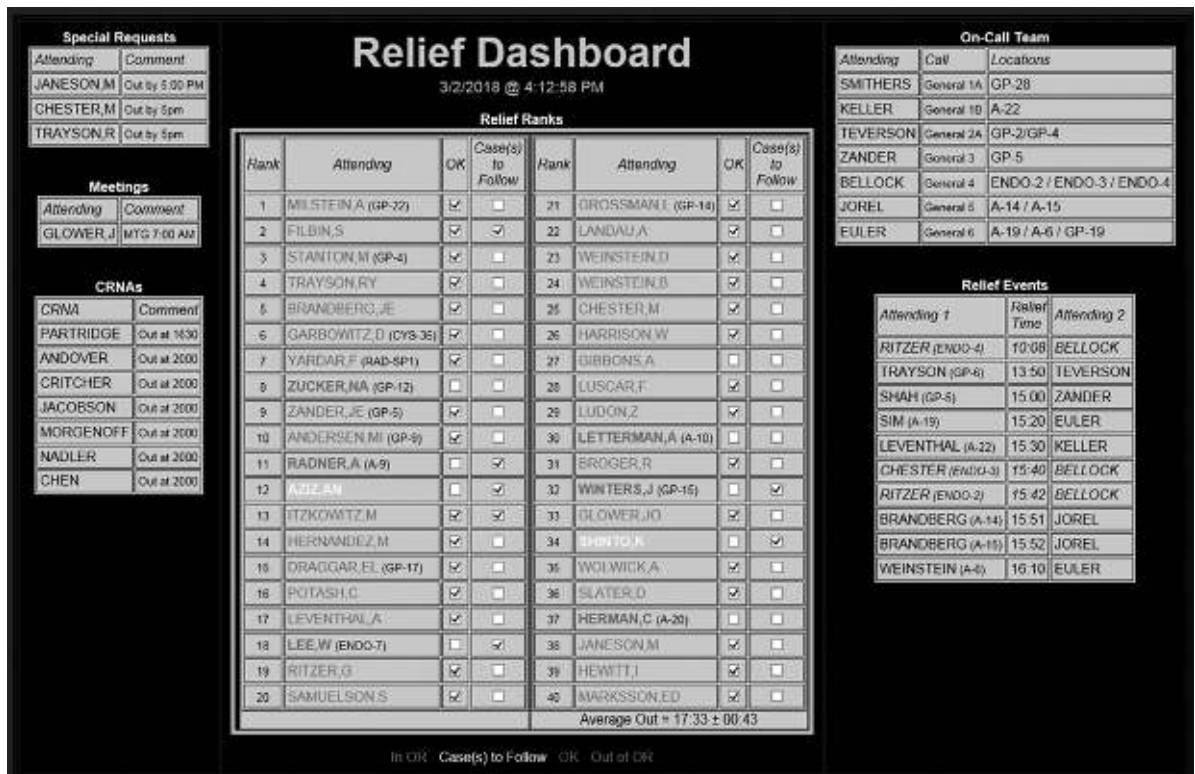 Special Requests
Attending Comment
JANESON,M Out by 5:00 PM
CHESTER,M Out by 5pm
TRAYSON,R Out by 5pm
Meetings
Attending Comment
GLOWER,J MTG 7:00 AM
CRNAs
CRNA Comment
PARTRIDGE Out at 1630
ANDOVER Out at 2000
CRITCHER Out at 2000
JACOBSON Out at 2000
MORGENOFF Out at 2000
NADLER Out at 2000
CHEN Out at 2000
Relief Dashboard
3/2/2018 @ 4:12:58 PM
Relief Ranks
Rank Attending OK Case(s) to Follow Rank Attending OK Case(s) to Follow
1 MILSTEIN,A (GP-22) 21 GROSSMAN,L (GP-14)
2 FILBIN,S 22 LANDAU,A
3 STANTON,M (GP-4) 23 WEINSTEIN,D
4 TRAYSON,RY 24 WEINSTEIN,B
5 BRANDBERG,JE 25 CHESTER,M
6 GARBOWITZ,D (CYS-36) 26 HARRISON,W
7 YARDAR,F (RAD-SP1) 27 GIBBONS,A
8 ZUCKER,NA (GP-12) 28 LUSCAR,F
9 ZANDER,JE (GP-5) 29 LUDON,Z
10 ANDERSEN,MI (GP-9) 30 LETTERMAN,A (A-10)
11 RADNER,A (A-9) 31 BROGER,R
12 AZIZ,AN 32 WINTERS,J (GP-15)
13 ITZKOWITZ,M 33 GLOWER,JO
14 HERNANDEZ,M 34 SHINTO,K
15 DRAGGAR,EL (GP-17) 35 WOLWICK,A
16 POTASH,C 36 SLATER,D
17 LEVENTHAL,A 37 HERMAN,C (A-20)
18 LEE,W (ENDO-7) 38 JANESON,M
19 RITZER,G 39 HEWITT,I
20 SAMUELSON,S 40 MARKSSON,ED
Average Out = 17:33 ± 00:43
In OR Case(s) to Follow OK Out of OR
On-Call Team
Attending Call Locations
SMITHERS General 1A GP-28
KELLER General 1B A-22
TEVERSON General 2A GP-2/GP-4
ZANDER General 3 GP-5
BELLOCK General 4 ENDO-2 / ENDO-3 / ENDO-4
JOREL General 5 A-14 / A-15
EULER General 6 A-19 / A-6 / GP-19
Relief Events
Attending 1 Relief Time Attending 2
RITZER (ENDO-4) 10:08 BELLOCK
TRAYSON (GP-6) 13:50 TEVERSON
SHAH (GP-5) 15:00 ZANDER
SIM (A-19) 15:20 EULER
LEVENTHAL (A-22) 15:30 KELLER
CHESTER (ENDO-3) 15:40 BELLOCK
RITZER (ENDO-2) 15:42 BELLOCK
BRANDBERG (A-14) 15:51 JOREL
BRANDBERG (A-15) 15:52 JOREL
WEINSTEIN (A-6) 16:10 EULER